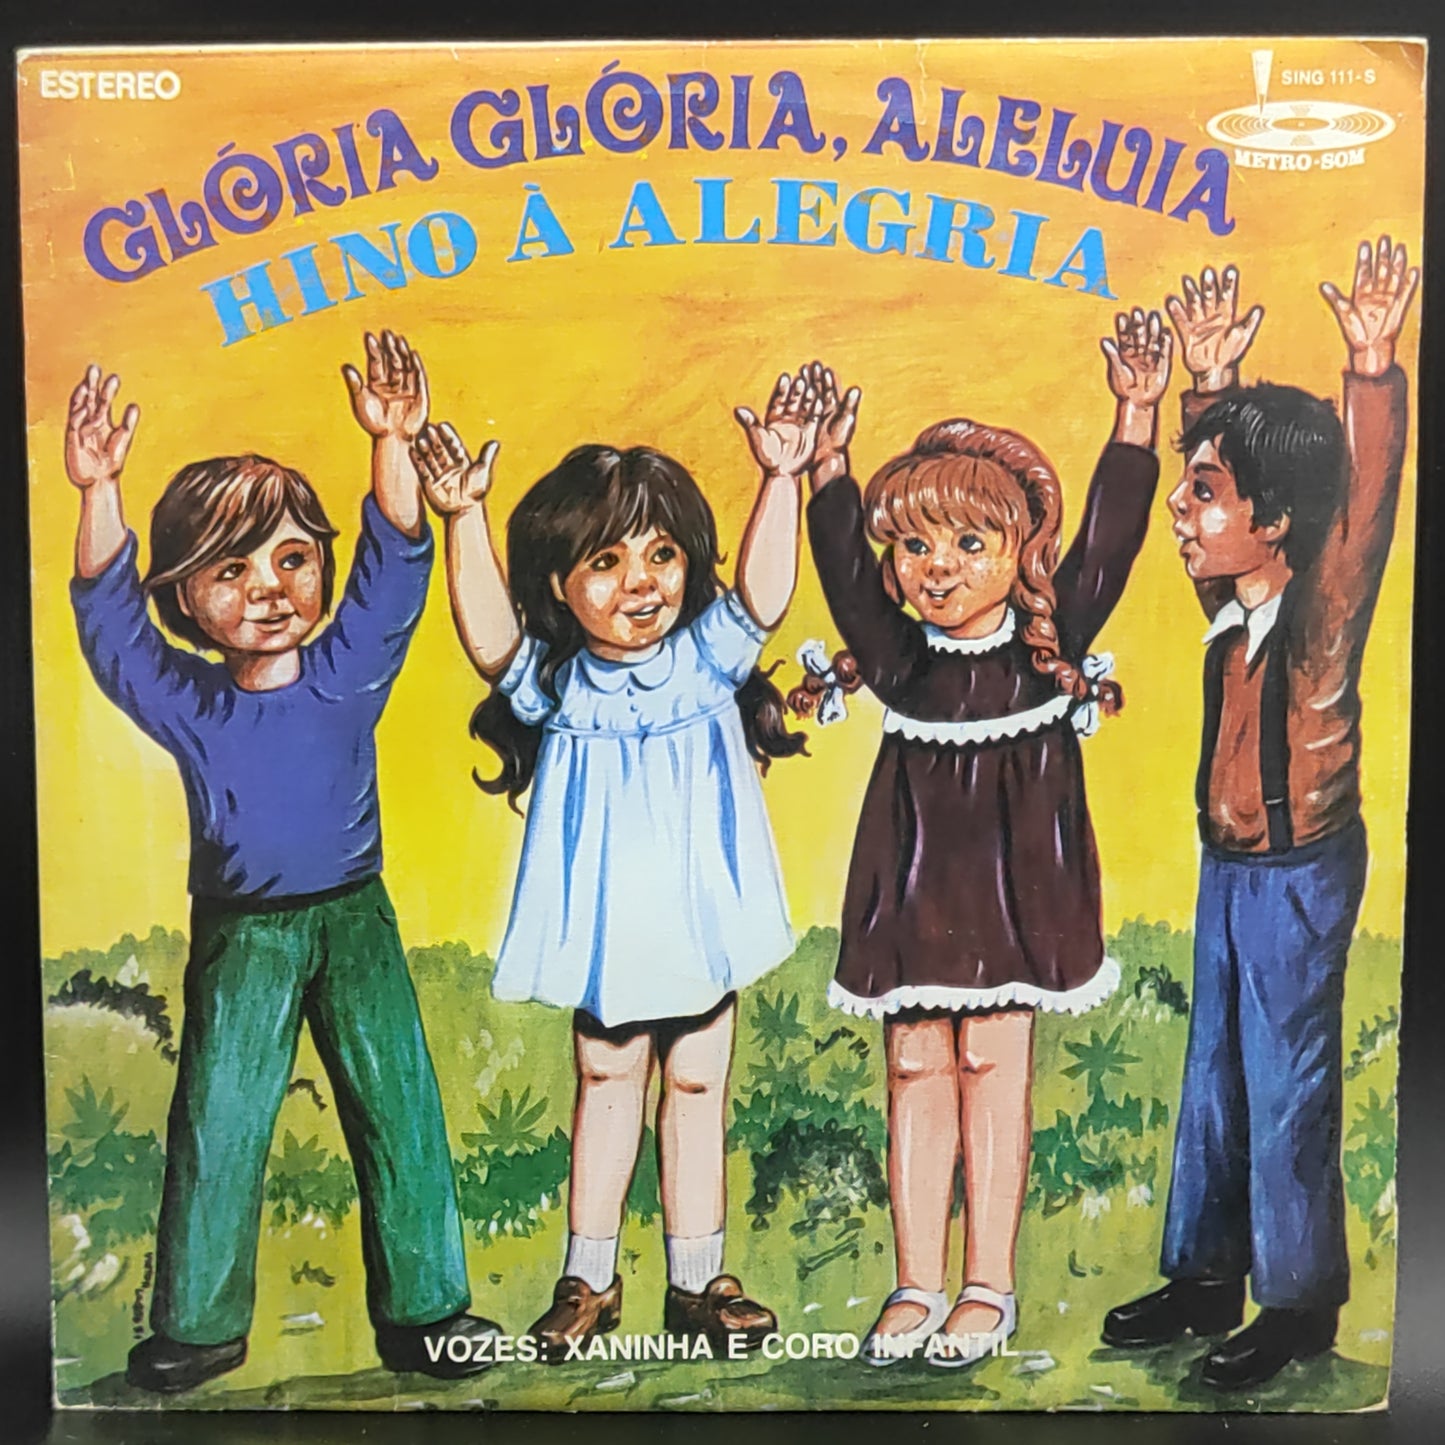 ESTEREO
SING 111-S
METRO-SOM
GLÓRIA GLÓRIA, ALELUIA
HINO À ALEGRIA
VOZES: XANINHA E CORO INFANTIL